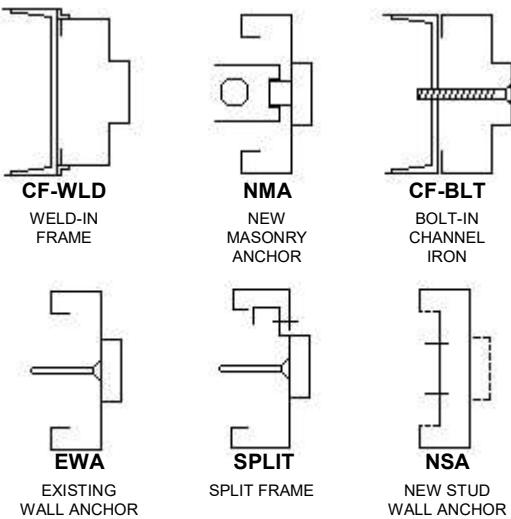 CF-WLD
WELD-IN
FRAME
NMA
NEW
MASONRY
ANCHOR
CF-BLT
BOLT-IN
CHANNEL
IRON
EWA
EXISTING
WALL ANCHOR
SPLIT
SPLIT FRAME
NSA
NEW STUD
WALL ANCHOR